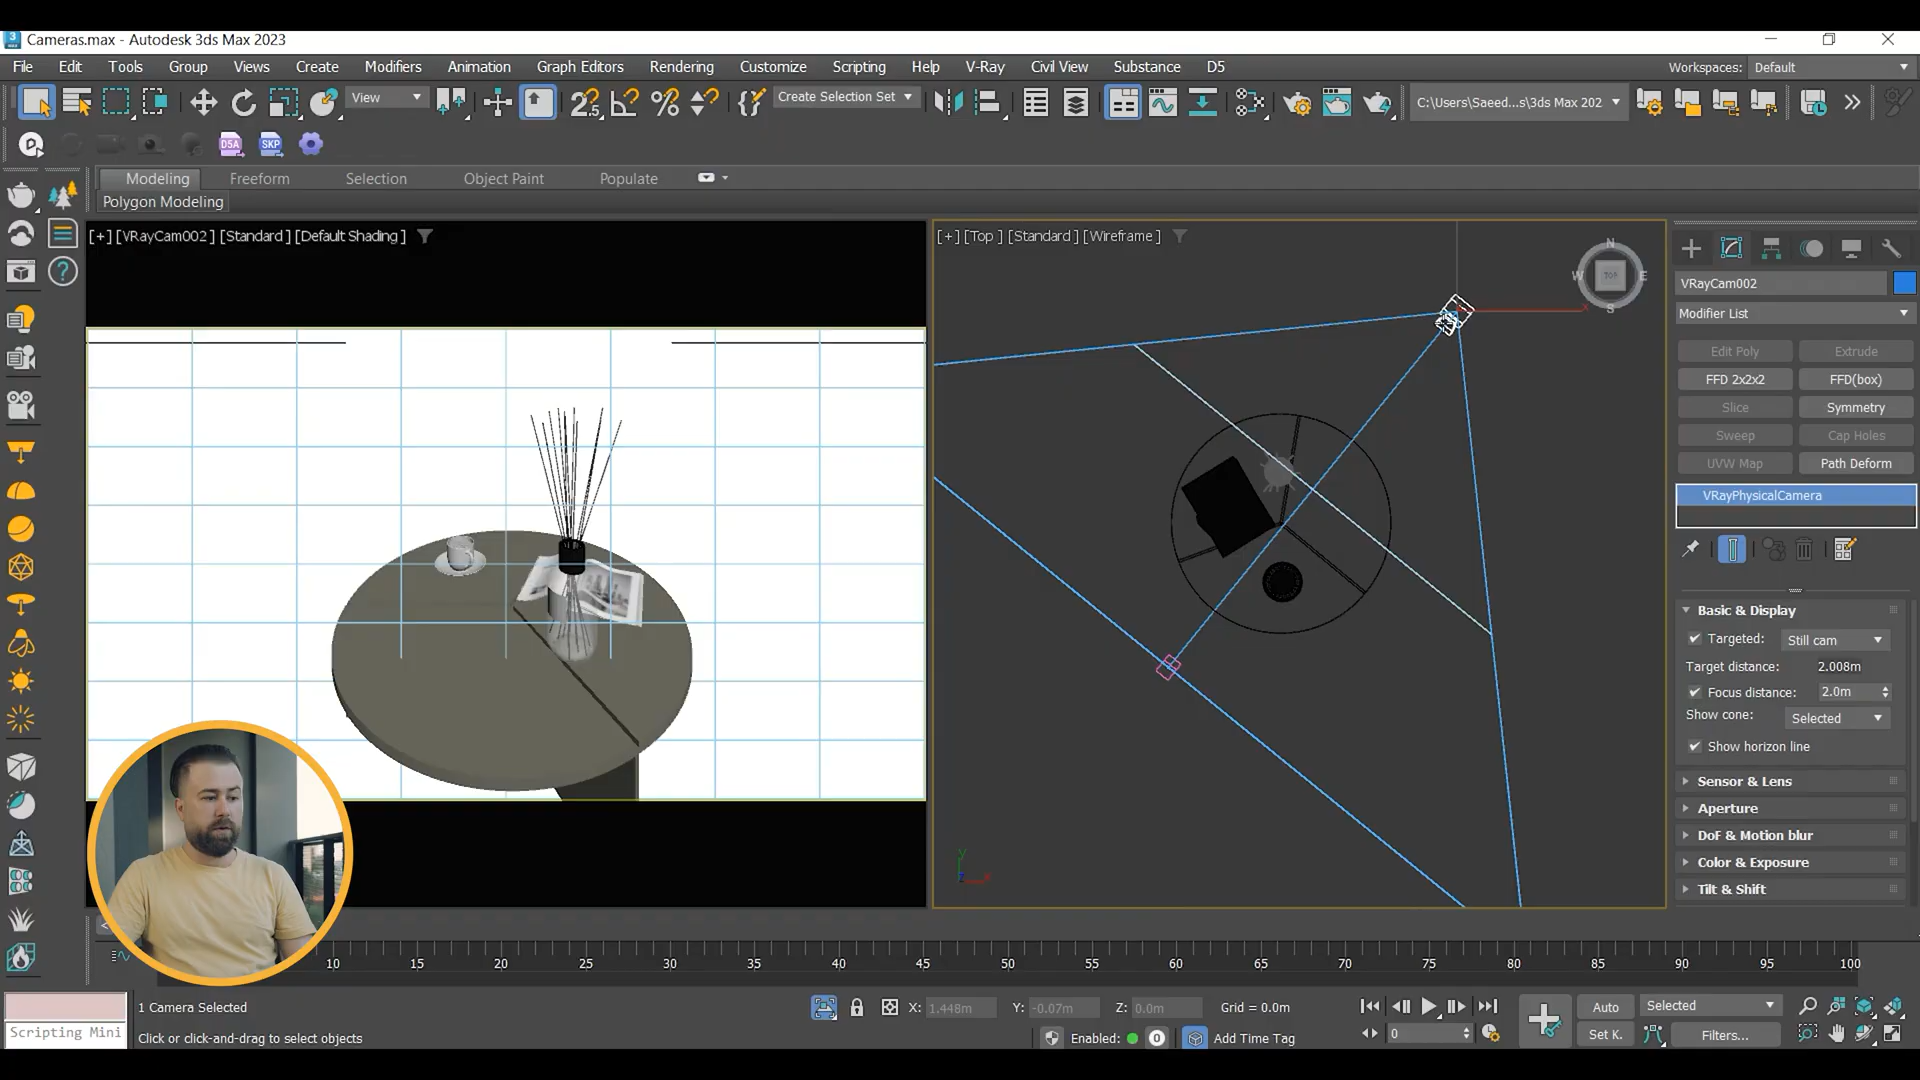 Cameras.max - Autodesk 3ds Max 2023
File Edit Tools Group Views Create Modifiers Animation Graph Editors Rendering Customize Scripting Help V-Ray Civil View Substance D5
Workspaces: Default
View
2.5
Create Selection Set
C:\Users\Saeed...s\3ds Max 202
D5A SKP
Modeling Freeform Selection Object Paint Populate
Polygon Modeling
[+] [VRayCam002] [Standard] [Default Shading]
[+] [Top] [Standard] [Wireframe]
N
W TOP E
S
VRayCam002
Modifier List
Edit Poly Extrude
FFD 2x2x2 FFD(box)
Slice Symmetry
Sweep Cap Holes
UVW Map Path Deform
VRayPhysicalCamera
Basic & Display
Targeted: Still cam
Target distance: 2.008m
Focus distance: 2.0m
Show cone: Selected
Show horizon line
Sensor & Lens
Aperture
DoF & Motion blur
Color & Exposure
Tilt & Shift
y
x
10 15 20 25 30 35 40 45 50 55 60 65 70 75 80 85 90 95 100
1 Camera Selected
X: 1.448m Y: -0.07m Z: 0.0m Grid = 0.0m
Auto Selected
Scripting Mini
Click or click-and-drag to select objects
Enabled: 0 Add Time Tag
0
Set K. Filters...